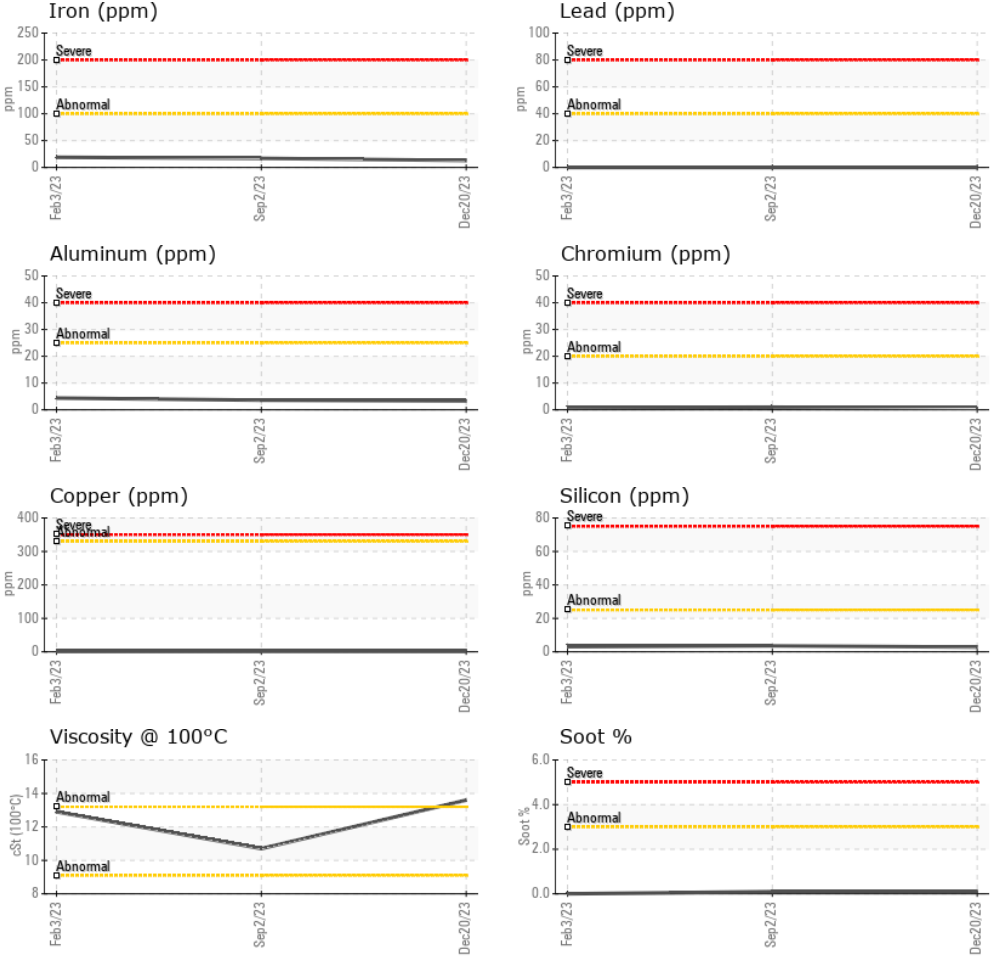 Iron (ppm)
250
200
150
100
50
0
ppm
Severe
Abnormal
Feb3/23
Sep2/23
Dec20/23
Lead (ppm)
100
80
60
40
20
0
ppm
Severe
Abnormal
Feb3/23
Sep2/23
Dec20/23
Aluminum (ppm)
50
40
30
20
10
0
ppm
Severe
Abnormal
Feb3/23
Sep2/23
Dec20/23
Chromium (ppm)
50
40
30
20
10
0
ppm
Severe
Abnormal
Feb3/23
Sep2/23
Dec20/23
Copper (ppm)
400
300
200
100
0
ppm
Severe
Abnormal
Feb3/23
Sep2/23
Dec20/23
Silicon (ppm)
80
60
40
20
0
ppm
Severe
Abnormal
Feb3/23
Sep2/23
Dec20/23
Viscosity @ 100°C
16
14
12
10
8
cSt (100°C)
Abnormal
Abnormal
Feb3/23
Sep2/23
Dec20/23
Soot %
6.0
4.0
2.0
0.0
Soot %
Severe
Abnormal
Feb3/23
Sep2/23
Dec20/23